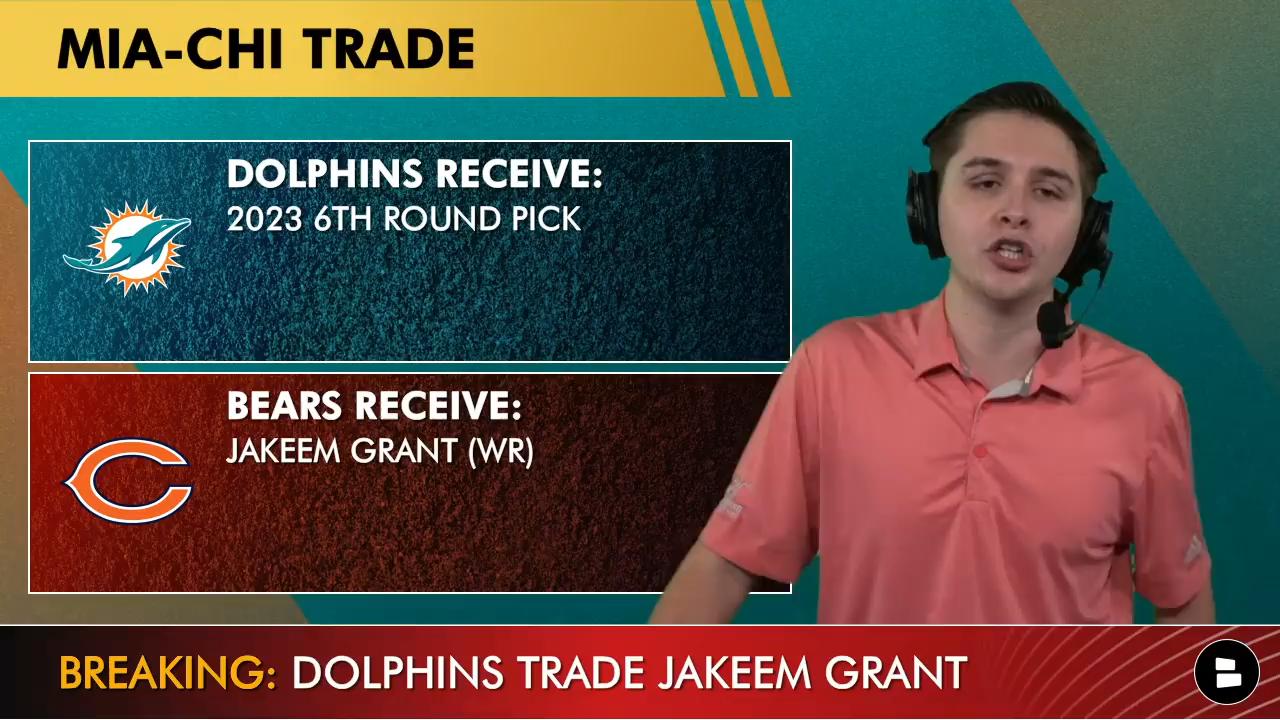 MIA-CHI TRADE
DOLPHINS RECEIVE:
2023 6TH ROUND PICK
BEARS RECEIVE:
JAKEEM GRANT (WR)
BREAKING: DOLPHINS TRADE JAKEEM GRANT